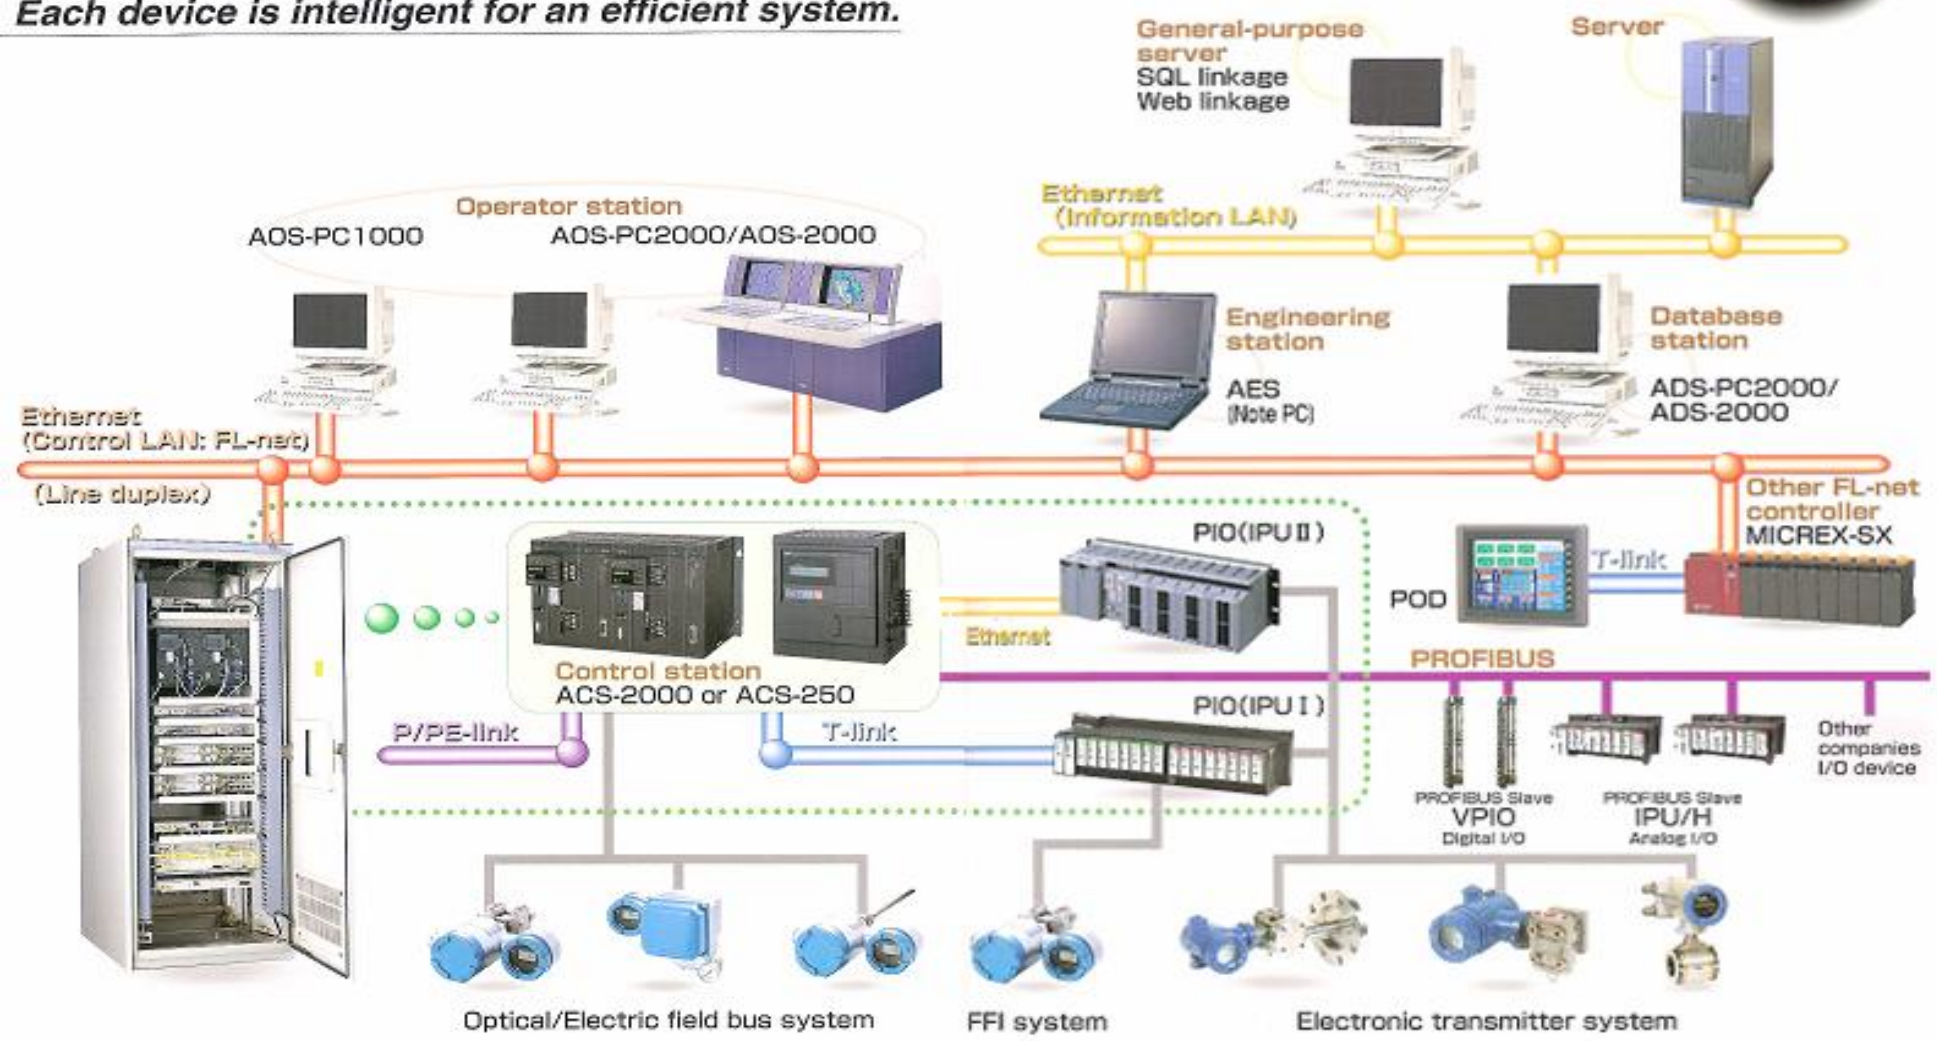 Each device is intelligent for an efficient system.
General-purpose
server
SQL linkage
Web linkage
Server
Ethernet
(Information LAN)
Operator station
AOS-PC1000
AOS-PC2000/AOS-2000
Engineering
station
AES
(Note PC)
Database
station
ADS-PC2000/
ADS-2000
Ethernet
(Control LAN: FL-net)
(Line duplex)
Other FL-net
controller
MICREX-SX
PIO(IPUⅡ)
POD
T-link
Ethernet
Control station
ACS-2000 or ACS-250
PROFIBUS
P/PE-link
T-link
PIO(IPUⅠ)
Other
companies
I/O device
PROFIBUS Slave
VPIO
Digital I/O
PROFIBUS Slave
IPU/H
Analog I/O
Optical/Electric field bus system
FFI system
Electronic transmitter system